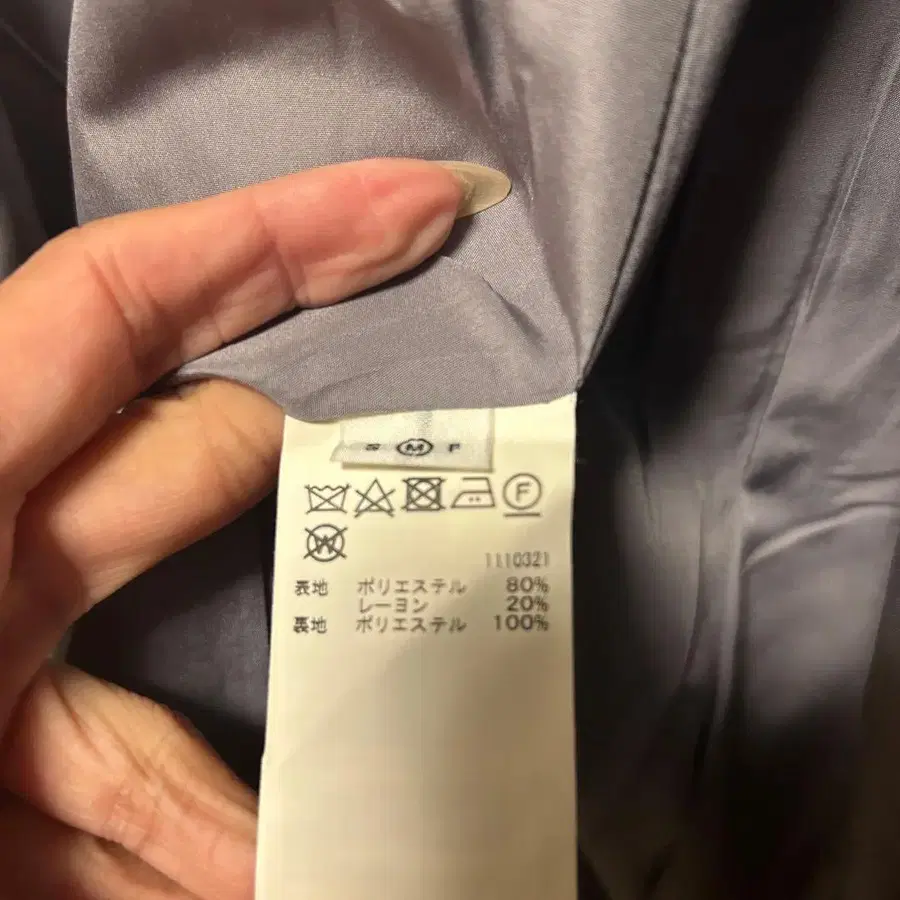 S M F
F
W
1110321
表地 ポリエステル 80%
レーヨン 20%
裏地 ポリエステル 100%